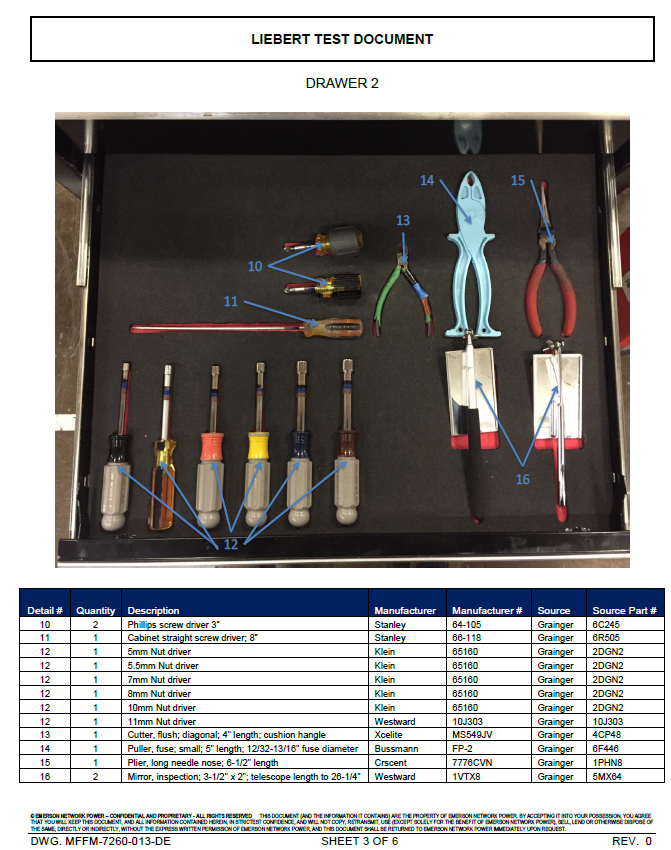 LIEBERT TEST DOCUMENT
DRAWER 2
14
15
13
10
11
16
12
Detail # Quantity Description Manufacturer Manufacturer # Source Source Part #
10 2 Phillips screw driver 3" Stanley 64-105 Grainger 6C245
11 1 Cabinet straight screw driver; 8" Stanley 66-118 Grainger 6R505
12 1 5mm Nut driver Klein 65160 Grainger 2DGN2
12 1 5.5mm Nut driver Klein 65160 Grainger 2DGN2
12 1 7mm Nut driver Klein 65160 Grainger 2DGN2
12 1 8mm Nut driver Klein 65160 Grainger 2DGN2
12 1 10mm Nut driver Klein 65160 Grainger 2DGN2
12 1 11mm Nut driver Westward 10J303 Grainger 10J303
13 1 Cutter, flush; diagonal; 4" length; cushion hangle Xcelite MS549JV Grainger 4CP48
14 1 Puller, fuse; small; 5" length; 12/32-13/16" fuse diameter Bussmann FP-2 Grainger 6F446
15 1 Plier, long needle nose; 6-1/2" length Crscent 7776CVN Grainger 1PHN8
16 2 Mirror, inspection; 3-1/2" x 2"; telescope length to 26-1/4" Westward 1VTX8 Grainger 5MX64
© EMERSON NETWORK POWER – CONFIDENTIAL AND PROPRIETARY - ALL RIGHTS RESERVED THIS DOCUMENT (AND THE INFORMATION IT CONTAINS) ARE THE PROPERTY OF EMERSON NETWORK POWER. BY ACCEPTING IT INTO YOUR POSSESSION, YOU AGREE
THAT YOU WILL KEEP THIS DOCUMENT, AND ALL INFORMATION CONTAINED HEREIN, IN STRICTEST CONFIDENCE, AND WILL NOT COPY, RETRANSMIT, USE (EXCEPT SOLELY FOR THE BENEFIT OF EMERSON NETWORK POWER), SELL, LEND OR OTHERWISE DISPOSE OF
THE SAME, DIRECTLY OR INDIRECTLY, WITHOUT THE EXPRESS WRITTEN PERMISSION OF EMERSON NETWORK POWER, AND THIS DOCUMENT SHALL BE RETURNED TO EMERSON NETWORK POWER IMMEDIATELY UPON REQUEST.
DWG. MFFM-7260-013-DE SHEET 3 OF 6 REV. 0